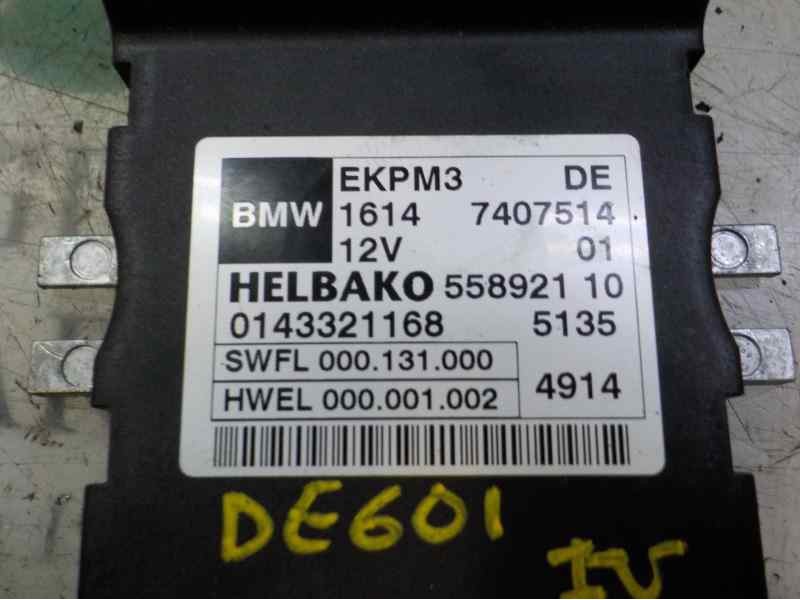 EKPM3 DE
BMW 1614 7407514
12V 01
HELBAKO 558921 10
0143321168 5135
SWFL 000.131.000
HWEL 000.001.002 4914
DE601
IV